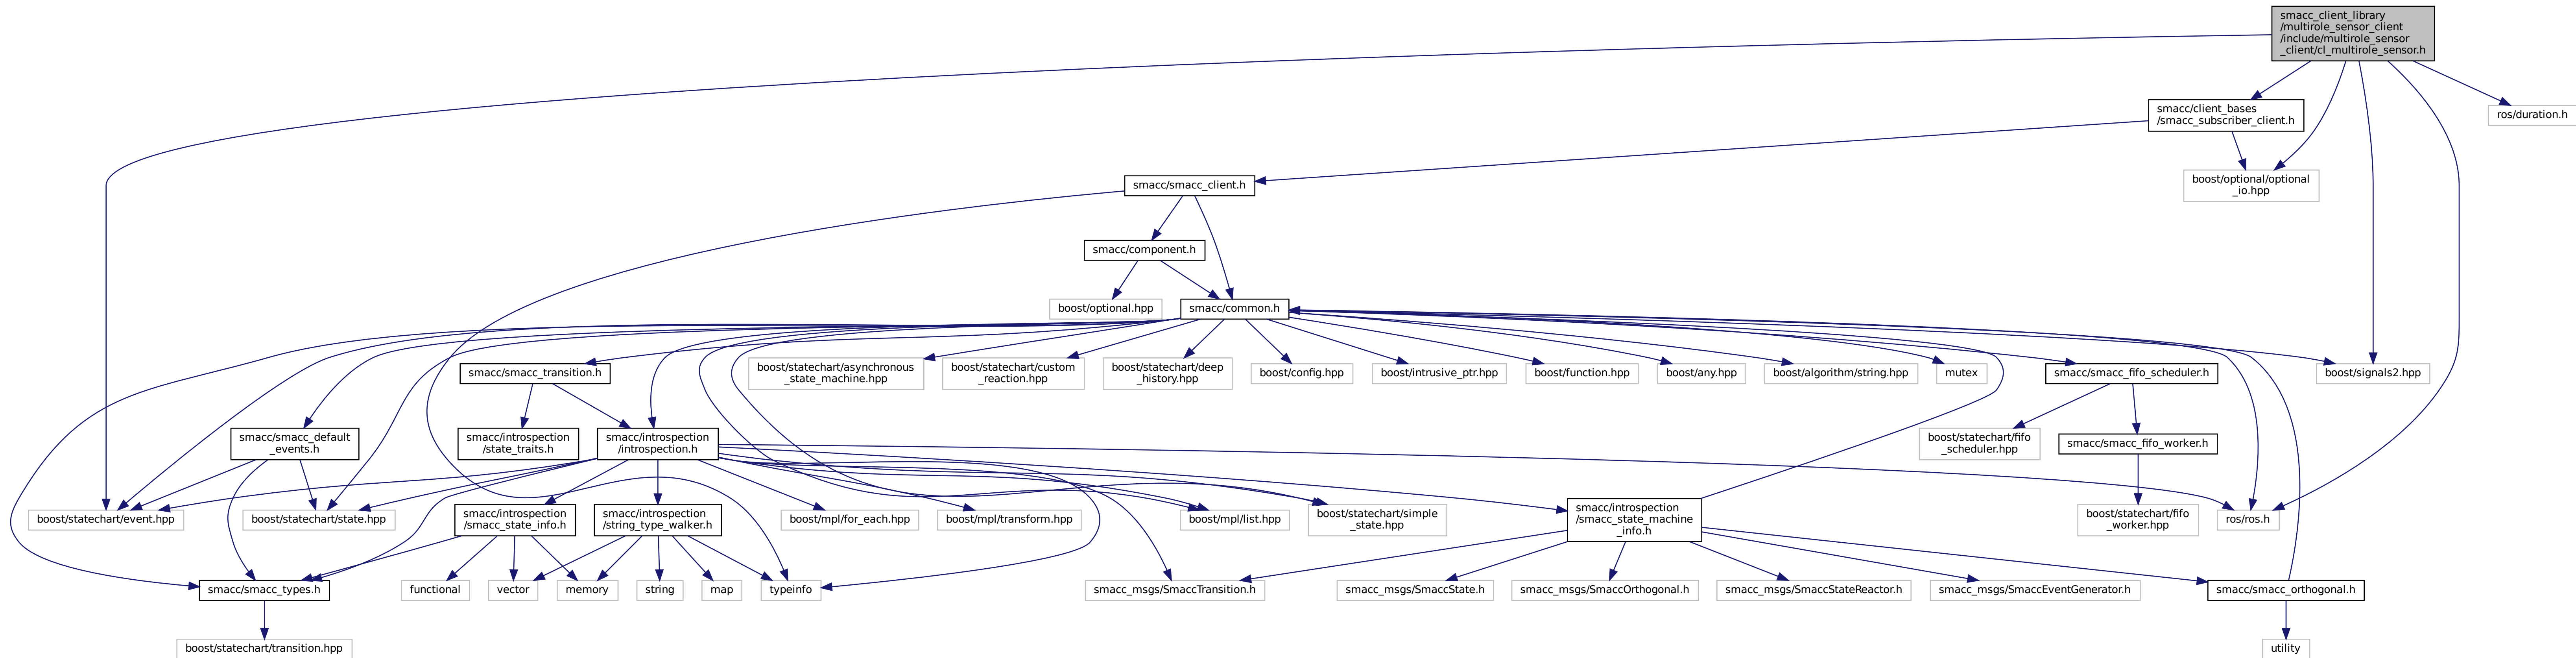 smacc_client_library
/multirole_sensor_client
/include/multirole_sensor
_client/cl_multirole_sensor.h
smacc/client_bases
/smacc_subscriber_client.h
ros/duration.h
smacc/smacc_client.h
boost/optional/optional
_io.hpp
smacc/component.h
boost/optional.hpp
smacc/common.h
smacc/smacc_transition.h
boost/statechart/asynchronous
_state_machine.hpp
boost/statechart/custom
_reaction.hpp
boost/statechart/deep
_history.hpp
boost/config.hpp
boost/intrusive_ptr.hpp
boost/function.hpp
boost/any.hpp
boost/algorithm/string.hpp
mutex
smacc/smacc_fifo_scheduler.h
boost/signals2.hpp
smacc/smacc_default
_events.h
smacc/introspection
/state_traits.h
smacc/introspection
/introspection.h
boost/statechart/fifo
_scheduler.hpp
smacc/smacc_fifo_worker.h
boost/statechart/event.hpp
boost/statechart/state.hpp
smacc/introspection
/smacc_state_info.h
smacc/introspection
/string_type_walker.h
boost/mpl/for_each.hpp
boost/mpl/transform.hpp
boost/mpl/list.hpp
boost/statechart/simple
_state.hpp
smacc/introspection
/smacc_state_machine
_info.h
boost/statechart/fifo
_worker.hpp
ros/ros.h
smacc/smacc_types.h
functional
vector
memory
string
map
typeinfo
smacc_msgs/SmaccTransition.h
smacc_msgs/SmaccState.h
smacc_msgs/SmaccOrthogonal.h
smacc_msgs/SmaccStateReactor.h
smacc_msgs/SmaccEventGenerator.h
smacc/smacc_orthogonal.h
boost/statechart/transition.hpp
utility